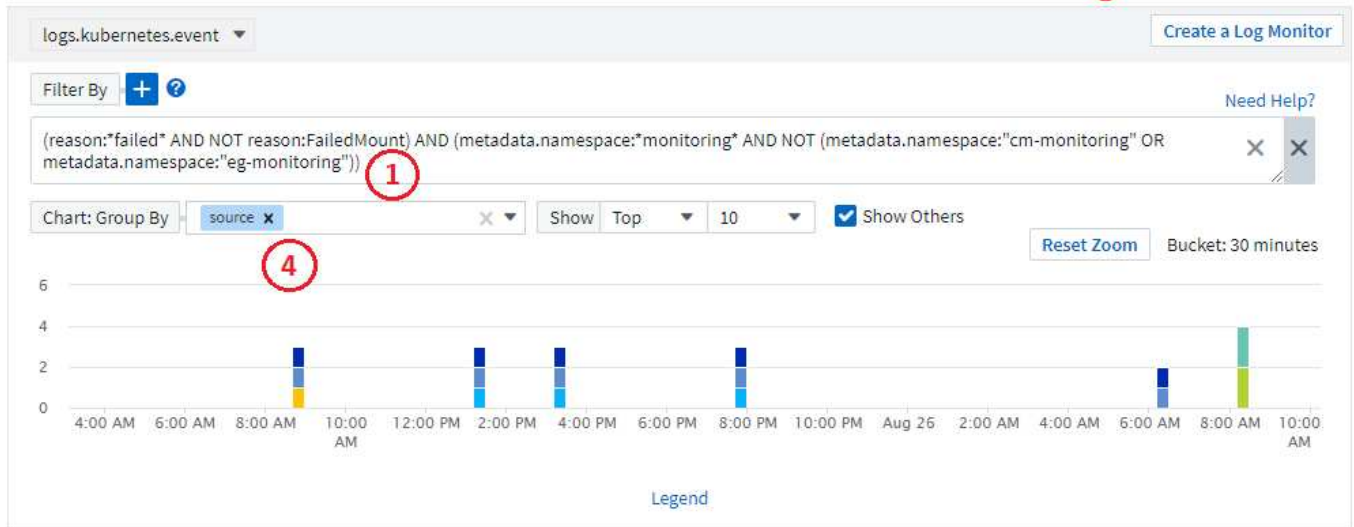 logs.kubernetes.event
Create a Log Monitor
Filter By + ?
Need Help?
(reason:*failed* AND NOT reason:FailedMount) AND (metadata.namespace:*monitoring* AND NOT (metadata.namespace:"cm-monitoring" OR
metadata.namespace:"eg-monitoring"))
1
Chart: Group By source x Show Top 10 Show Others
Reset Zoom Bucket: 30 minutes
4
6
4
2
0
4:00 AM 6:00 AM 8:00 AM 10:00 AM 12:00 PM 2:00 PM 4:00 PM 6:00 PM 8:00 PM 10:00 PM Aug 26 2:00 AM 4:00 AM 6:00 AM 8:00 AM 10:00 AM
Legend